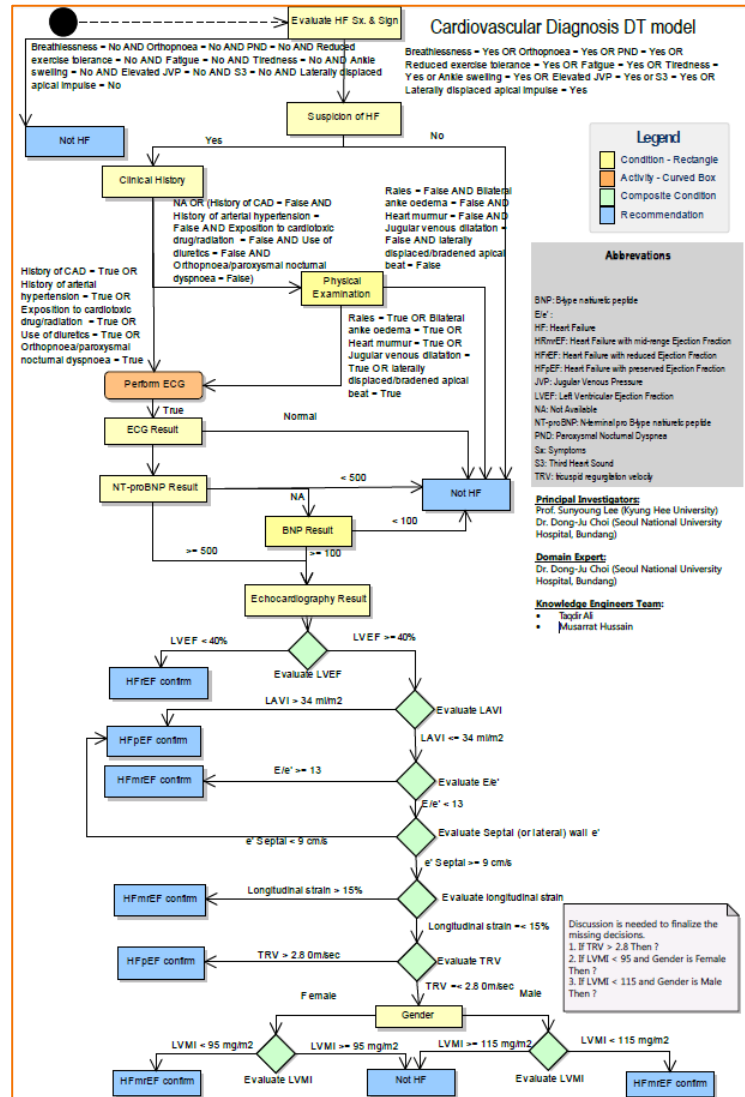 Evaluate HF Sx. & Sign
Cardiovascular Diagnosis DT model
Breathlessness = No AND Orthopnoea = No AND PND = No AND Reduced
exercise tolerance = No AND Fatigue = No AND Tiredness = No AND Ankle
swelling = No AND Elevated JVP = No AND S3 = No AND Laterally displaced
apical impulse = No
Breathlessness = Yes OR Orthopnoea = Yes OR PND = Yes OR
Reduced exercise tolerance = Yes OR Fatigue = Yes OR Tiredness =
Yes or Ankle swelling = Yes OR Elevated JVP = Yes or S3 = Yes OR
Laterally displaced apical impulse = Yes
Not HF
Suspicion of HF
Yes
No
Legend
Condition - Rectangle
Activity - Curved Box
Composite Condition
Recommendation
Clinical History
NA OR (History of CAD = False AND
History of arterial hypertension =
False AND Exposition to cardiotoxic
drug/radiation = False AND Use of
diuretics = False AND
Orthopnoea/paroxysmal nocturnal
dyspnoea = False)
Rales = False AND Bilateral
anke oedema = False AND
Heart murmur = False AND
Jugular venous dilatation =
False AND laterally
displaced/bradened apical
beat = False
History of CAD = True OR
History of arterial
hypertension = True OR
Exposition to cardiotoxic
drug/radiation = True OR
Use of diuretics = True OR
Orthopnoea/paroxysmal
nocturnal dyspnoea = True
Physical
Examination
Rales = True OR Bilateral
anke oedema = True OR
Heart murmur = True OR
Jugular venous dilatation =
True OR laterally
displaced/bradened apical
beat = True
Abbrevations
BNP: B-type natiuretic peptide
E/e' :
HF: Heart Failure
HRmrEF: Heart Failure with mid-range Ejection Fraction
HFrEF: Heart Failure with reduced Ejection Fraction
HFpEF: Heart Failure with preserved Ejection Fraction
JVP: Jugular Venous Pressure
LVEF: Left Ventricular Ejection Fraction
NA: Not Available
NT-proBNP: N-terminal pro B-type natiuretic peptide
PND: Paroxysmal Nocturnal Dyspnea
Sx: Symptoms
S3: Third Heart Sound
TRV: tricuspid regurgitation velocity
Perform ECG
True
Normal
ECG Result
NT-proBNP Result
< 500
NA
Not HF
BNP Result
< 100
>= 500
>= 100
Principal Investigators:
Prof. Sunyoung Lee (Kyung Hee University)
Dr. Dong-Ju Choi (Seoul National University
Hospital, Bundang)
Domain Expert:
Dr. Dong-Ju Choi (Seoul National University
Hospital, Bundang)
Knowledge Engineers Team:
• Taqdir Ali
• Musarrat Hussain
Echocardiography Result
LVEF < 40%
LVEF >= 40%
Evaluate LVEF
HFrEF confirm
LAVI > 34 ml/m2
Evaluate LAVI
HFpEF confirm
LAVI <= 34 ml/m2
E/e' >= 13
HFmrEF confirm
Evaluate E/e'
E/e' < 13
Evaluate Septal (or lateral) wall e'
e' Septal < 9 cm/s
e' Septal >= 9 cm/s
Longitudinal strain > 15%
HFmrEF confirm
Evaluate longitudinal strain
Longitudinal strain =< 15%
TRV > 2.8 0m/sec
HFpEF confirm
Evaluate TRV
TRV =< 2.8 0m/sec
Discussion is needed to finalize the
missing decisions.
1. If TRV > 2.8 Then ?
2. If LVMI < 95 and Gender is Female
Then ?
3. If LVMI < 115 and Gender is Male
Then ?
Female
Male
Gender
LVMI < 95 mg/m2
LVMI >= 95 mg/m2
LVMI >= 115 mg/m2
LVMI < 115 mg/m2
HFmrEF confirm
Evaluate LVMI
Not HF
Evaluate LVMI
HFmrEF confirm